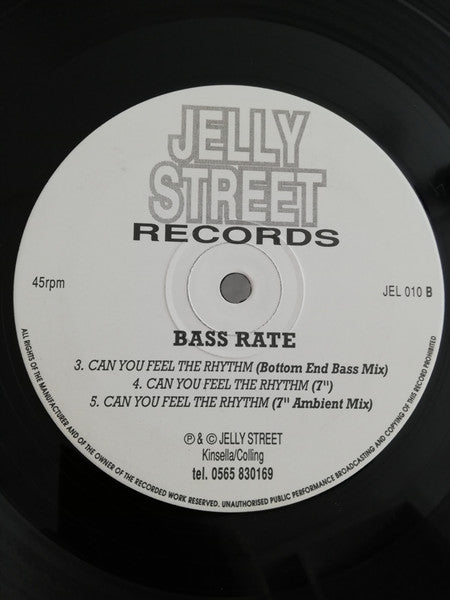 JELLY
STREET
RECORDS
45rpm
JEL 010 B
BASS RATE
3. CAN YOU FEEL THE RHYTHM (Bottom End Bass Mix)
4. CAN YOU FEEL THE RHYTHM (7")
5. CAN YOU FEEL THE RHYTHM (7" Ambient Mix)
℗ & © JELLY STREET
Kinsella/Colling
tel. 0565 830169
ALL RIGHTS OF THE MANUFACTURER AND OF THE OWNER OF THE RECORDED WORK RESERVED. UNAUTHORISED PUBLIC PERFORMANCE BROADCASTING AND COPYING OF THIS RECORD PROHIBITED